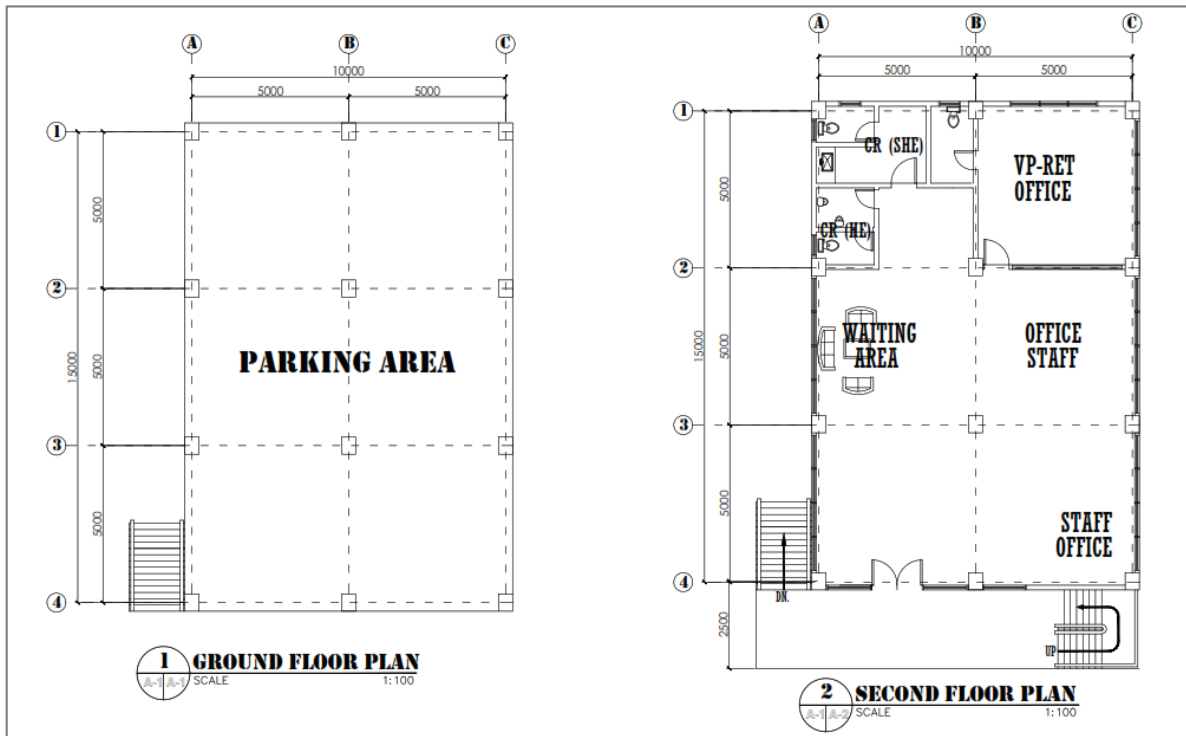 A
B
C
10000
5000
5000
1
2
3
4
5000
5000
5000
15000
PARKING AREA
1
GROUND FLOOR PLAN
A-1
A-1
SCALE
1:100
A
B
C
10000
5000
5000
1
2
3
4
5000
5000
5000
15000
2500
CR (SHE)
VP-RET
OFFICE
CR (HE)
WAITING
AREA
OFFICE
STAFF
STAFF
OFFICE
DN.
UP
2
SECOND FLOOR PLAN
A-1
A-2
SCALE
1:100